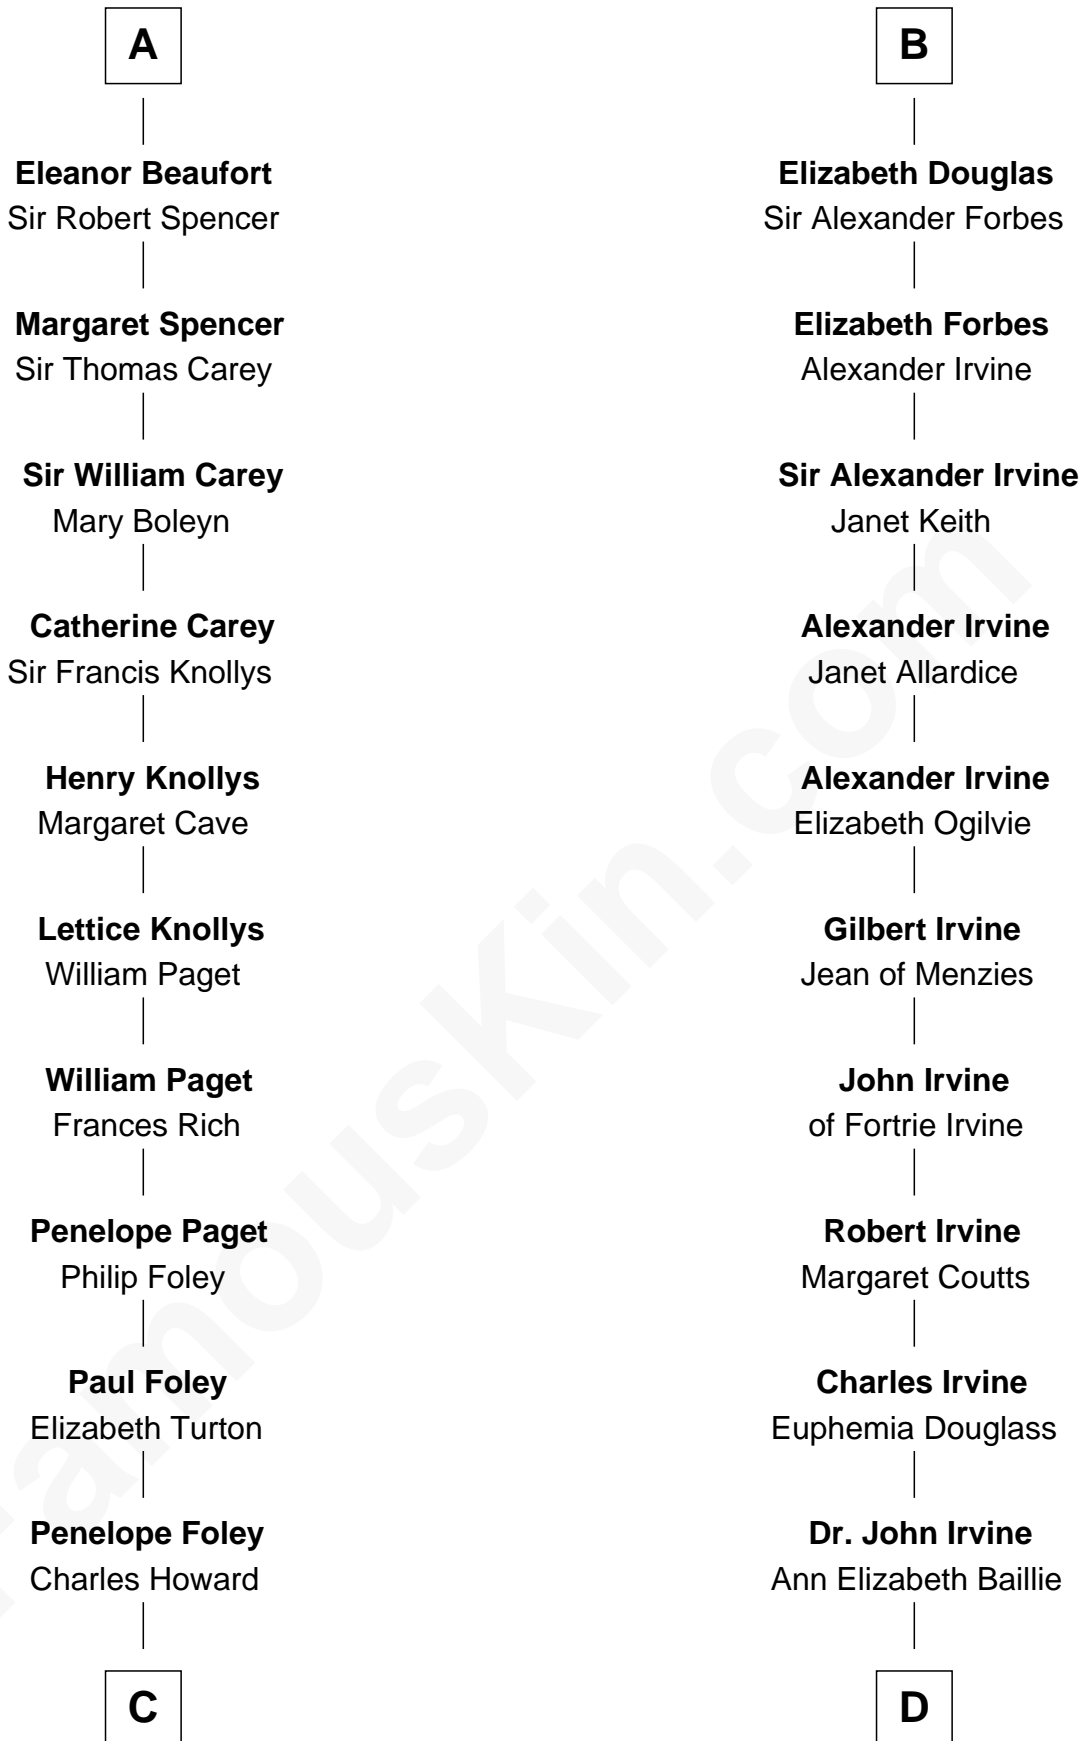 A
Eleanor Beaufort
Sir Robert Spencer
Margaret Spencer
Sir Thomas Carey
Sir William Carey
Mary Boleyn
Catherine Carey
Sir Francis Knollys
Henry Knollys
Margaret Cave
Lettice Knollys
William Paget
William Paget
Frances Rich
Penelope Paget
Philip Foley
Paul Foley
Elizabeth Turton
Penelope Foley
Charles Howard
C
B
Elizabeth Douglas
Sir Alexander Forbes
Elizabeth Forbes
Alexander Irvine
Sir Alexander Irvine
Janet Keith
Alexander Irvine
Janet Allardice
Alexander Irvine
Elizabeth Ogilvie
Gilbert Irvine
Jean of Menzies
John Irvine
of Fortrie Irvine
Robert Irvine
Margaret Coutts
Charles Irvine
Euphemia Douglass
Dr. John Irvine
Ann Elizabeth Baillie
D
FamousKin.com